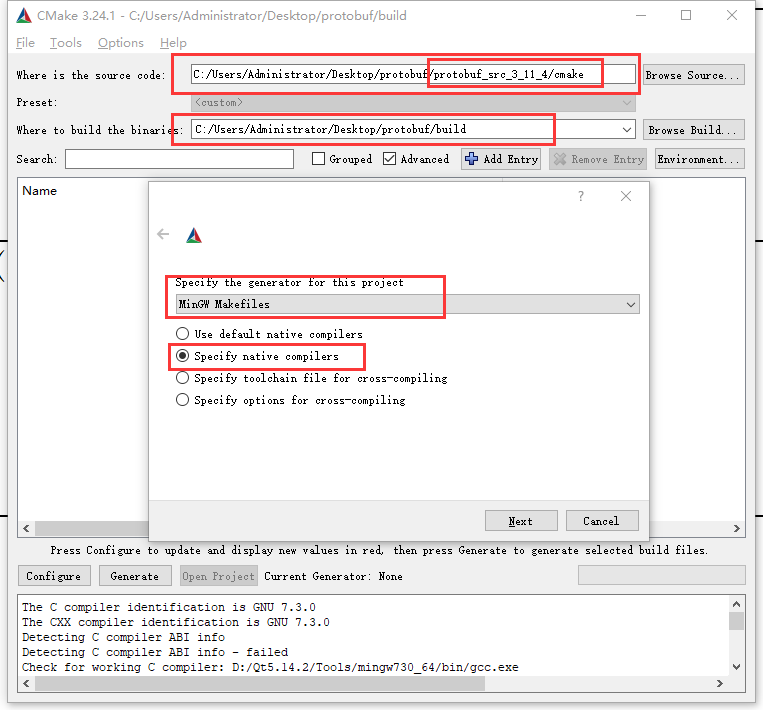 CMake 3.24.1 - C:/Users/Administrator/Desktop/protobuf/build
File Tools Options Help
Where is the source code: C:/Users/Administrator/Desktop/protobuf/protobuf_src_3_11_4/cmake Browse Source...
Preset: <custom>
Where to build the binaries: C:/Users/Administrator/Desktop/protobuf/build Browse Build...
Search: Grouped Advanced Add Entry Remove Entry Environment...
Name
?
Specify the generator for this project
MinGW Makefiles
Use default native compilers
Specify native compilers
Specify toolchain file for cross-compiling
Specify options for cross-compiling
Next Cancel
Press Configure to update and display new values in red, then press Generate to generate selected build files.
Configure Generate Open Project Current Generator: None
The C compiler identification is GNU 7.3.0
The CXX compiler identification is GNU 7.3.0
Detecting C compiler ABI info
Detecting C compiler ABI info - failed
Check for working C compiler: D:/Qt5.14.2/Tools/mingw730_64/bin/gcc.exe